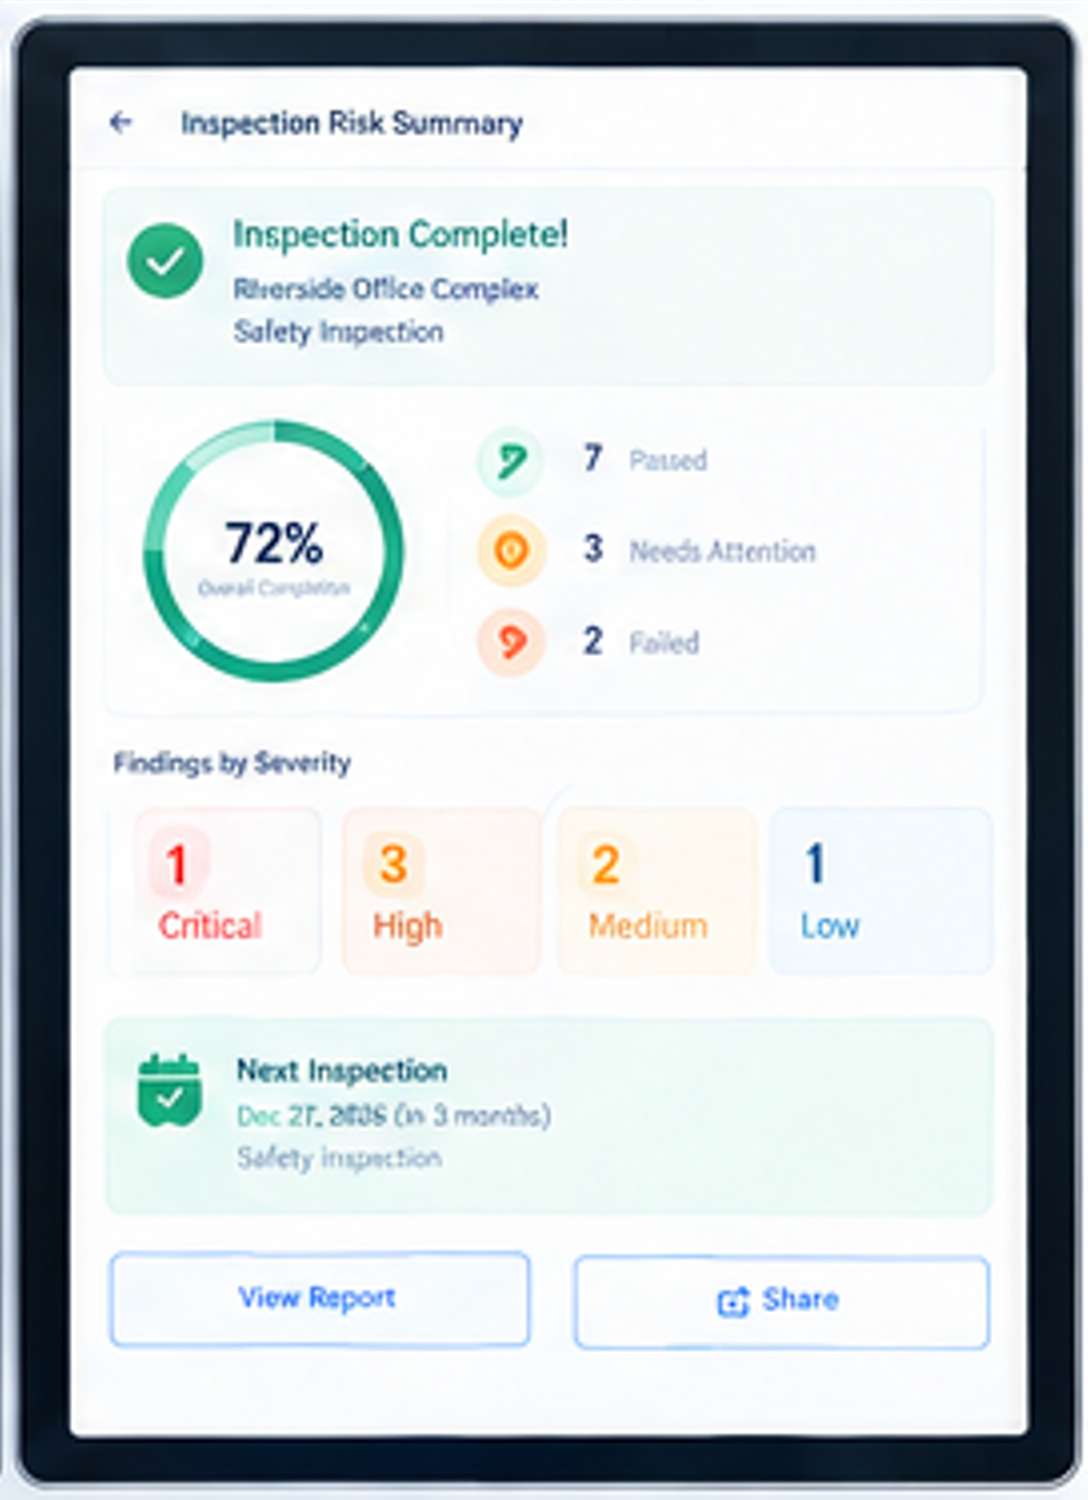 Inspection Risk Summary
Inspection Complete!
Riverside Office Complex
Safety Inspection
72%
Overall
7 Passed
3 Needs Attention
2 Failed
Findings by Severity
1
Critical
3
High
2
Medium
1
Low
Next Inspection
Dec (in 3 months)
Safety inspection
View Report
Share